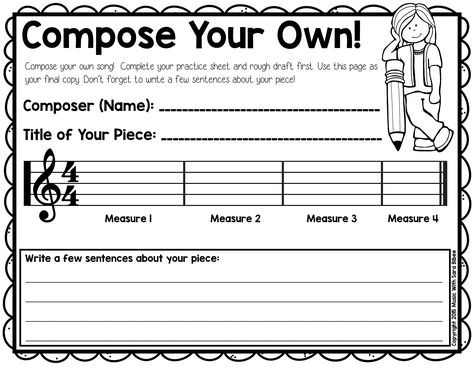 Compose Your Own!
Compose your own song! Complete your practice sheet and rough draft first. Use this page as
your final copy. Don't forget to write a few sentences about your piece!
Composer (Name):
Title of Your Piece:
4
4
Measure 1 Measure 2 Measure 3 Measure 4
Write a few sentences about your piece:
Copyright 2015 Music With Sara Bibee